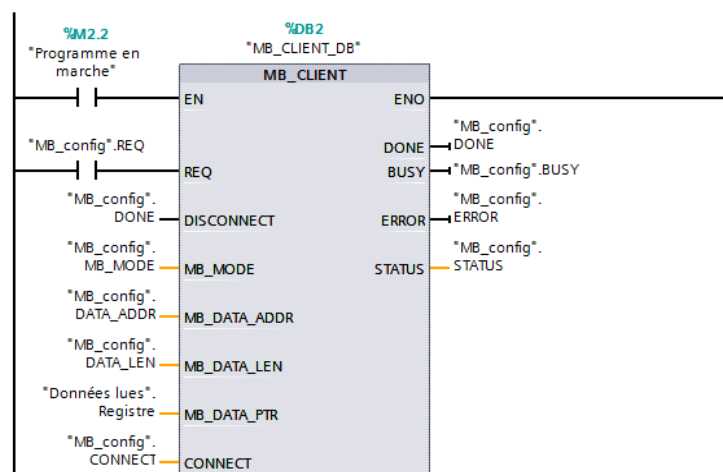 %M2.2
"Programme en
marche"
%DB2
"MB_CLIENT_DB"
MB_CLIENT
EN
ENO
"MB_config".REQ
REQ
"MB_config".
DONE
DISCONNECT
"MB_config".
MB_MODE
MB_MODE
"MB_config".
DATA_ADDR
MB_DATA_ADDR
"MB_config".
DATA_LEN
MB_DATA_LEN
"Données lues".
Registre
MB_DATA_PTR
"MB_config".
CONNECT
CONNECT
DONE
"MB_config".
DONE
BUSY
"MB_config".BUSY
ERROR
"MB_config".
ERROR
STATUS
"MB_config".
STATUS